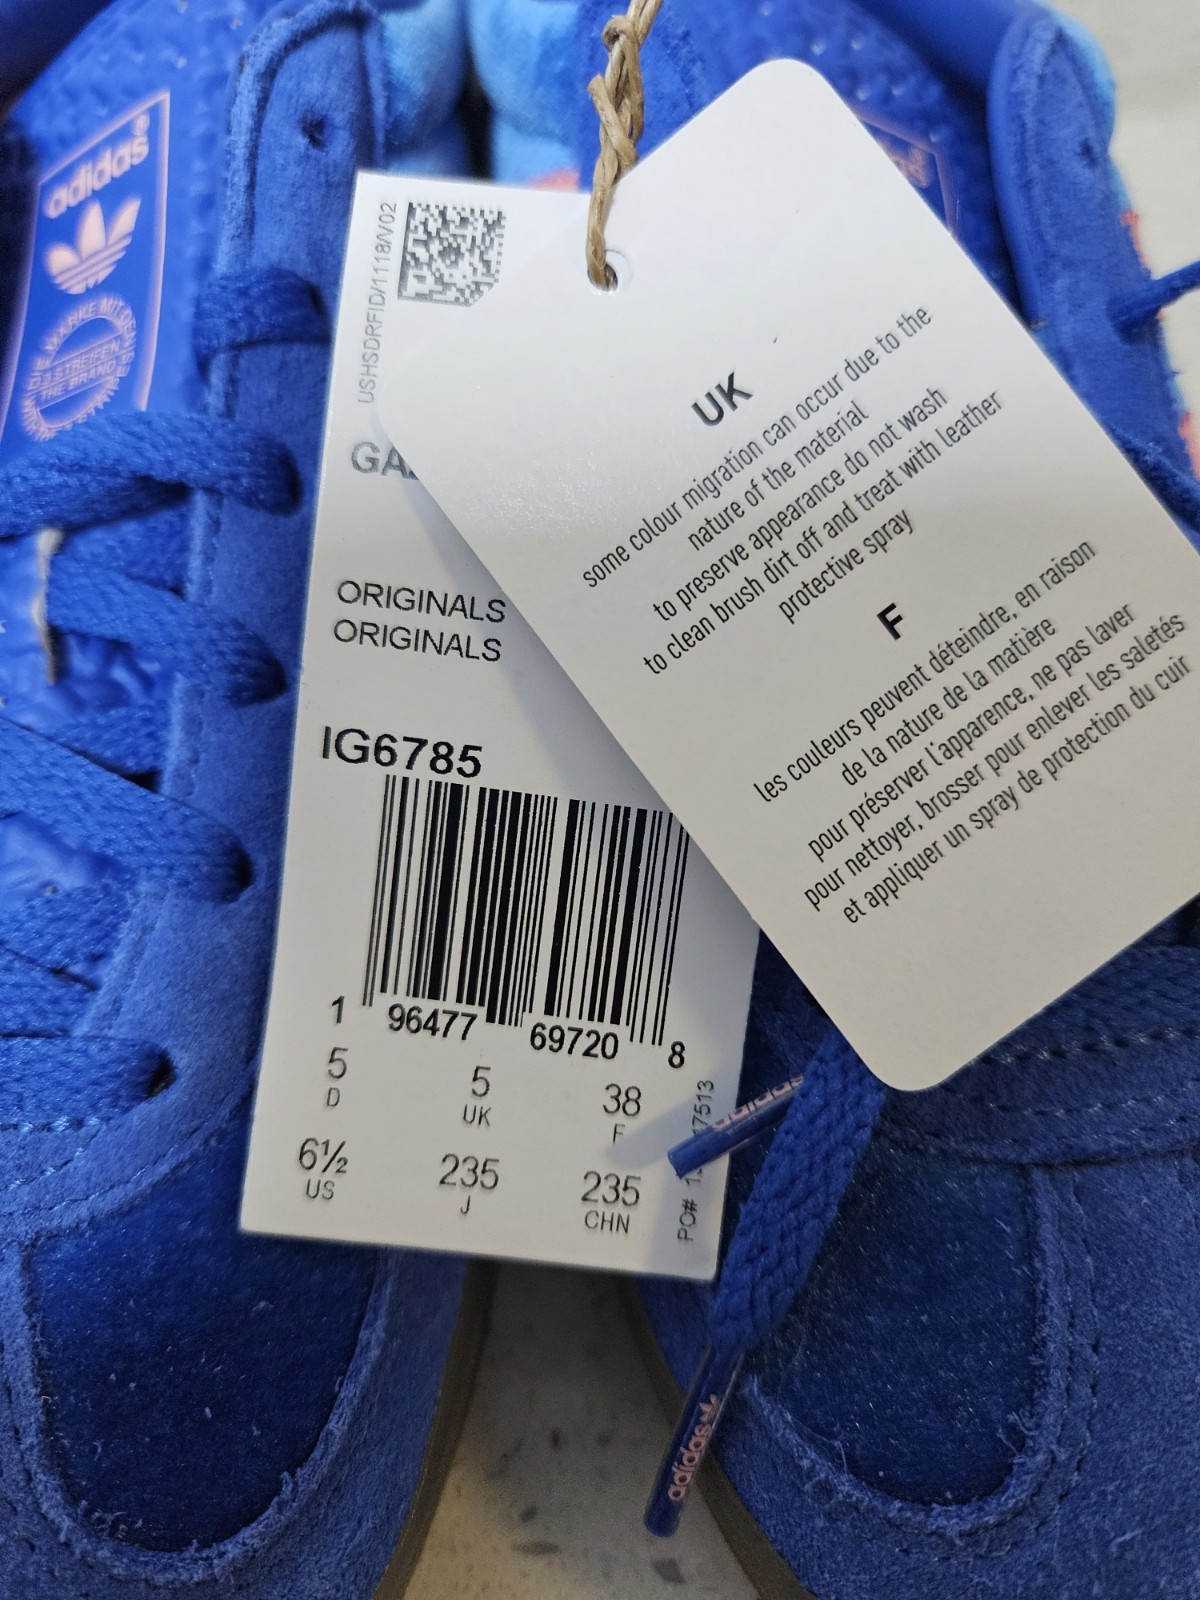 adidas®
DIE MARKE MIT DEN
3 STREIFEN
THE BRAND
USHSDRFID/1118/V02
ORIGINALS
ORIGINALS
IG6785
1 96477 69720 8
5 5 38
D UK F
6½ 235 235
US J CHN
PO#
17513
UK
some colour migration can occur due to the
nature of the material
to preserve appearance do not wash
to clean brush dirt off and treat with leather
protective spray
F
les couleurs peuvent déteindre, en raison
de la nature de la matière
pour préserver l'apparence, ne pas laver
pour nettoyer, brosser pour enlever les saletés
et appliquer un spray de protection du cuir
adidas
adidas